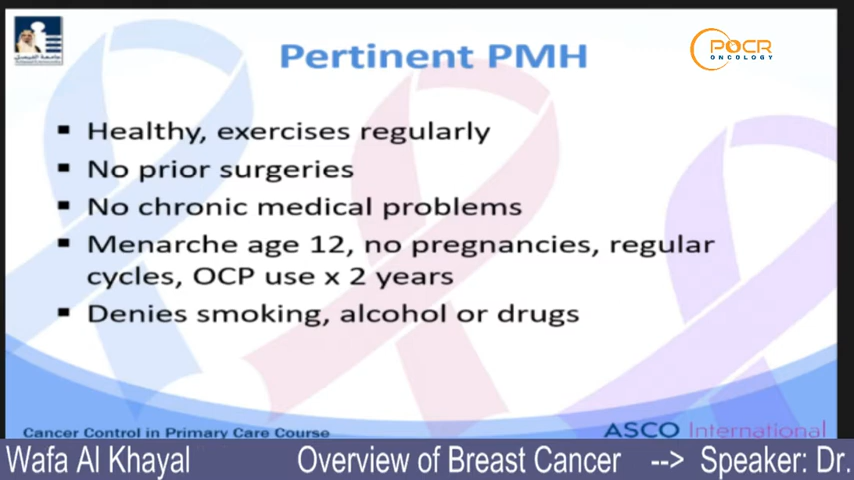 Pertinent PMH
POCR
ONCOLOGY
Healthy, exercises regularly
No prior surgeries
No chronic medical problems
Menarche age 12, no pregnancies, regular
cycles, OCP use x 2 years
Denies smoking, alcohol or drugs
Cancer Control in Primary Care Course
ASCO International
Wafa Al Khayal Overview of Breast Cancer --> Speaker: Dr.